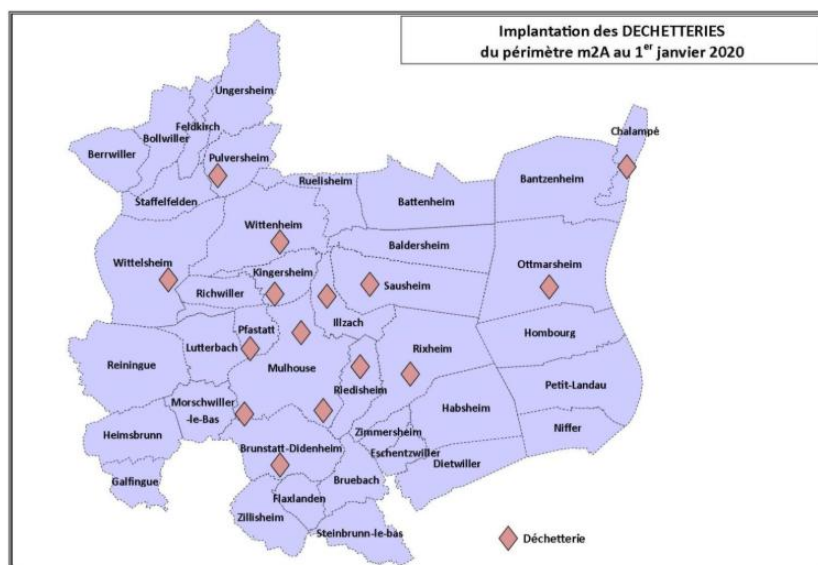 Implantation des DECHETTERIES
du périmètre m2A au 1er janvier 2020
Ungersheim
Feldkirch
Bollwiller
Berrwiller
Pulversheim
Staffelfelden
Ruelisheim
Battenheim
Bantzenheim
Chalampé
Wittenheim
Baldersheim
Wittelsheim
Kingersheim
Sausheim
Ottmarsheim
Richwiller
Illzach
Hombourg
Pfastatt
Lutterbach
Reiningue
Mulhouse
Rixheim
Riedisheim
Petit-Landau
Morschwiller
-le-Bas
Habsheim
Niffer
Heimsbrunn
Zimmersheim
Brunstatt-Didenheim
Eschentzwiller
Dietwiller
Galfingue
Bruebach
Flaxlanden
Zillisheim
Steinbrunn-le-bas
Déchetterie